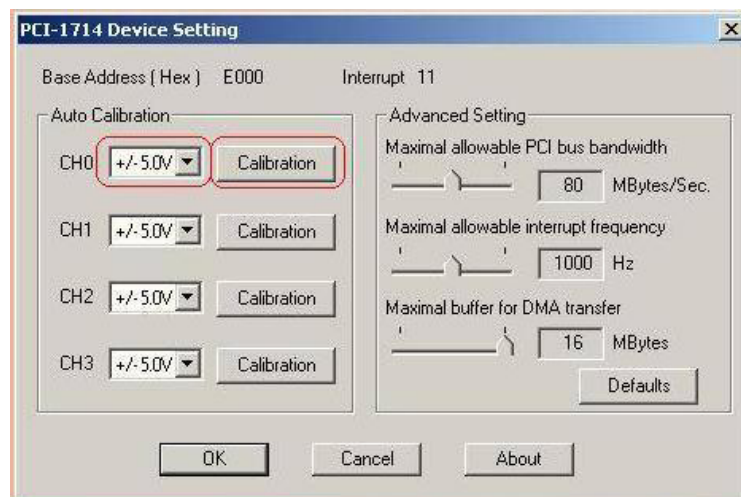 PCI-1714 Device Setting
Base Address ( Hex ) E000 Interrupt 11
Auto Calibration
CH0 +/- 5.0V Calibration
CH1 +/- 5.0V Calibration
CH2 +/- 5.0V Calibration
CH3 +/- 5.0V Calibration
Advanced Setting
Maximal allowable PCI bus bandwidth
80 MBytes/Sec.
Maximal allowable interrupt frequency
1000 Hz
Maximal buffer for DMA transfer
16 MBytes
Defaults
OK Cancel About